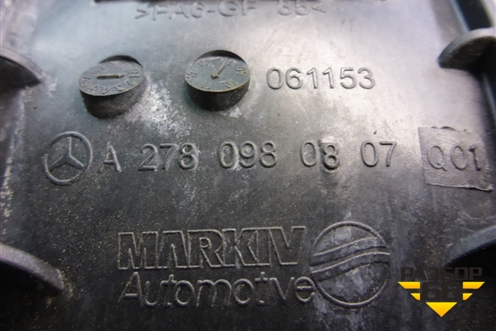 >PA6-GF 35<
061153
A 278 098 08 07 Q01
MARKIV
Automotive